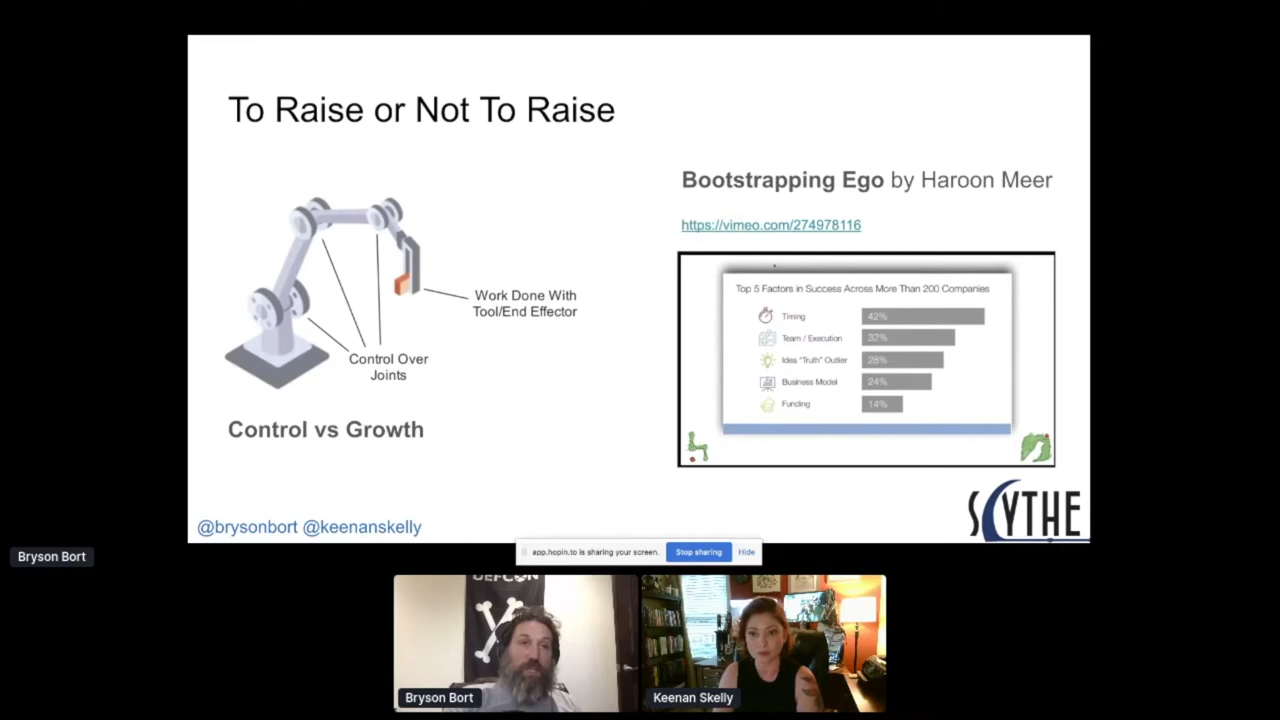 To Raise or Not To Raise
Work Done With
Tool/End Effector
Control Over
Joints
Control vs Growth
Bootstrapping Ego by Haroon Meer
https://vimeo.com/274978116
Top 5 Factors in Success Across More Than 200 Companies
Timing 42%
Team / Execution 32%
Idea "Truth" Outlier 28%
Business Model 24%
Funding 14%
@brysonbort @keenanskelly
SCYTHE
Bryson Bort
app.hopin.to is sharing your screen. Stop sharing Hide
DEFCON
Bryson Bort
Keenan Skelly